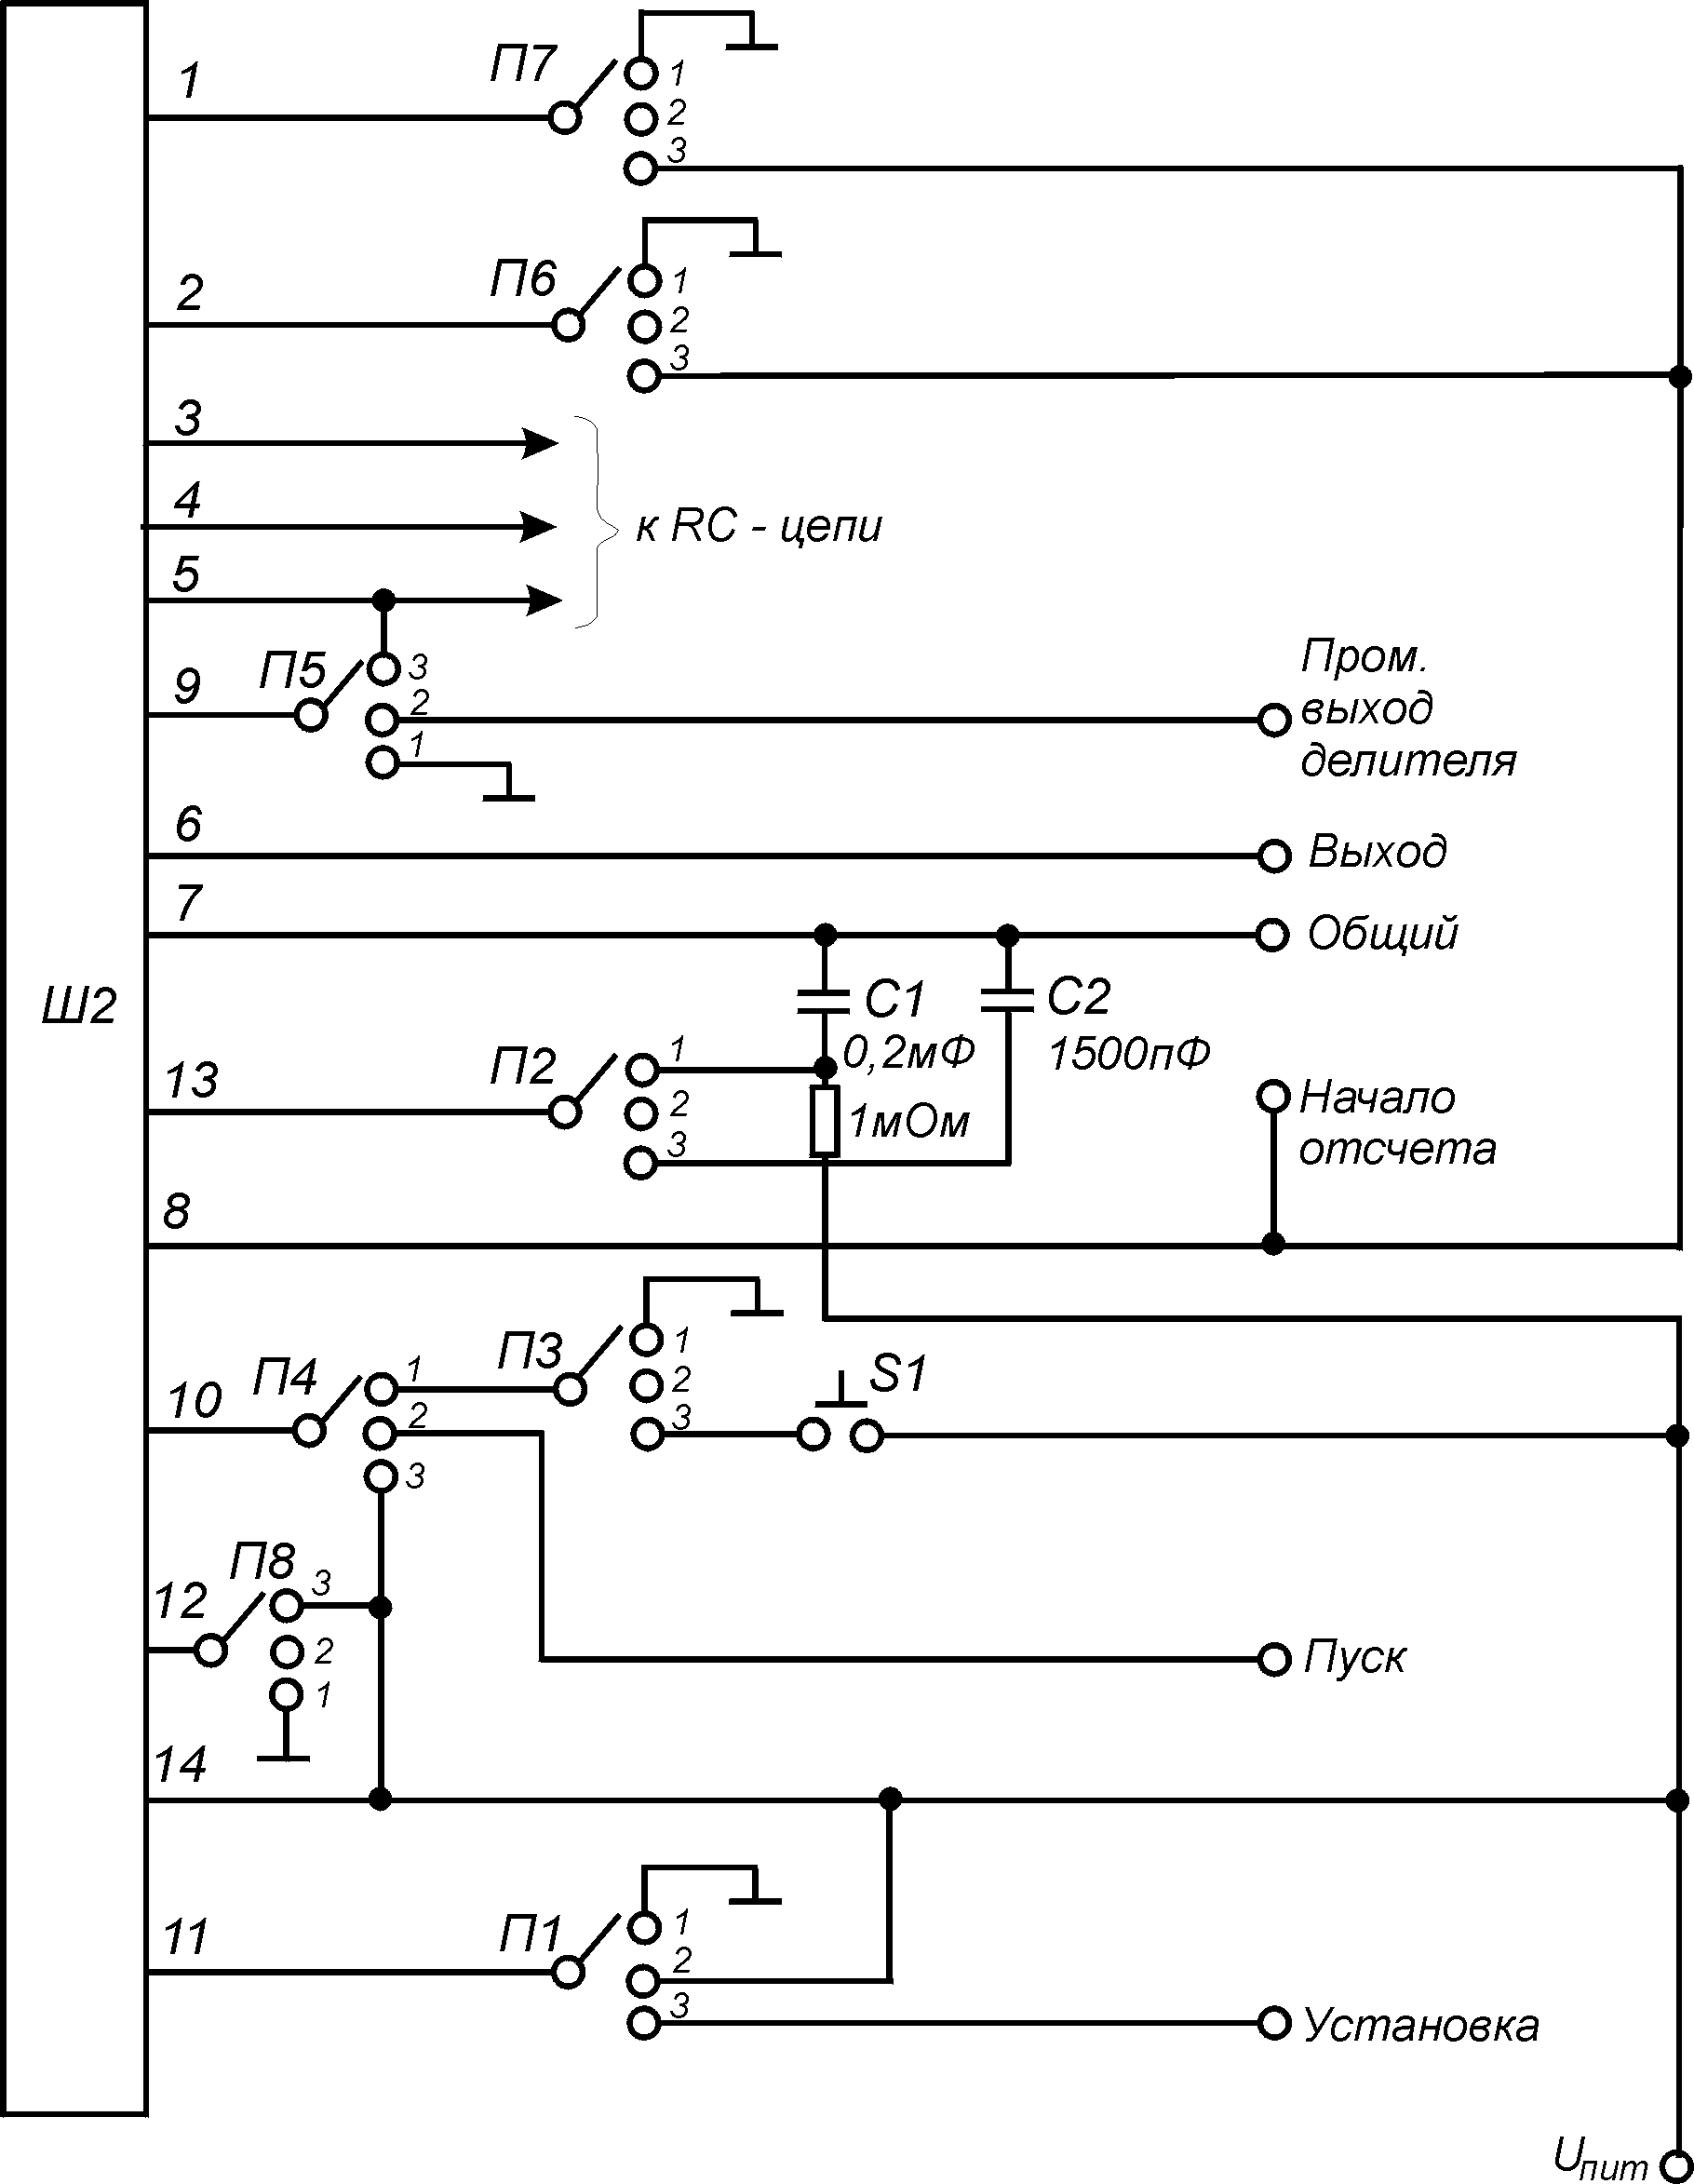 1
П7
1
2
3
2
П6
1
2
3
3
4
к RC - цепи
5
9
П5
3
2
1
Пром.
выход
делителя
6
Выход
7
Общий
Ш2
С1
0,2мФ
С2
1500пФ
13
П2
1
2
3
1мОм
Начало
отсчета
8
10
П4
1
2
3
П3
1
2
3
S1
12
П8
3
2
1
Пуск
14
11
П1
1
2
3
Установка
Uпит